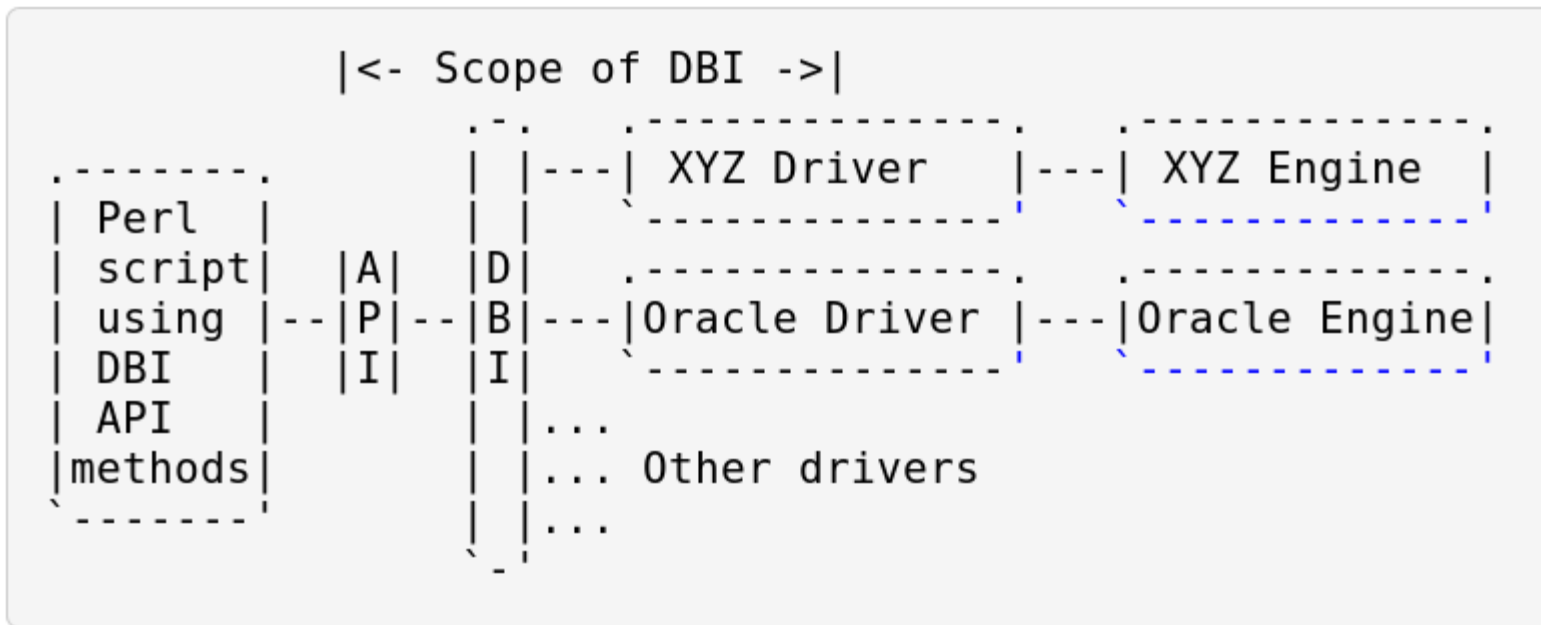 |<- Scope of DBI ->|
                  .-.   .--------------.   .-------------.
  .-------.       | |---| XYZ Driver   |---| XYZ Engine  |
  | Perl  |       | |   `--------------'   `-------------'
  | script|  |A|  |D|   .--------------.   .-------------.
  | using |--|P|--|B|---|Oracle Driver |---|Oracle Engine|
  | DBI   |  |I|  |I|   `--------------'   `-------------'
  | API   |       | |...
  |methods|       | |... Other drivers
  `-------'       | |...
                  `-'